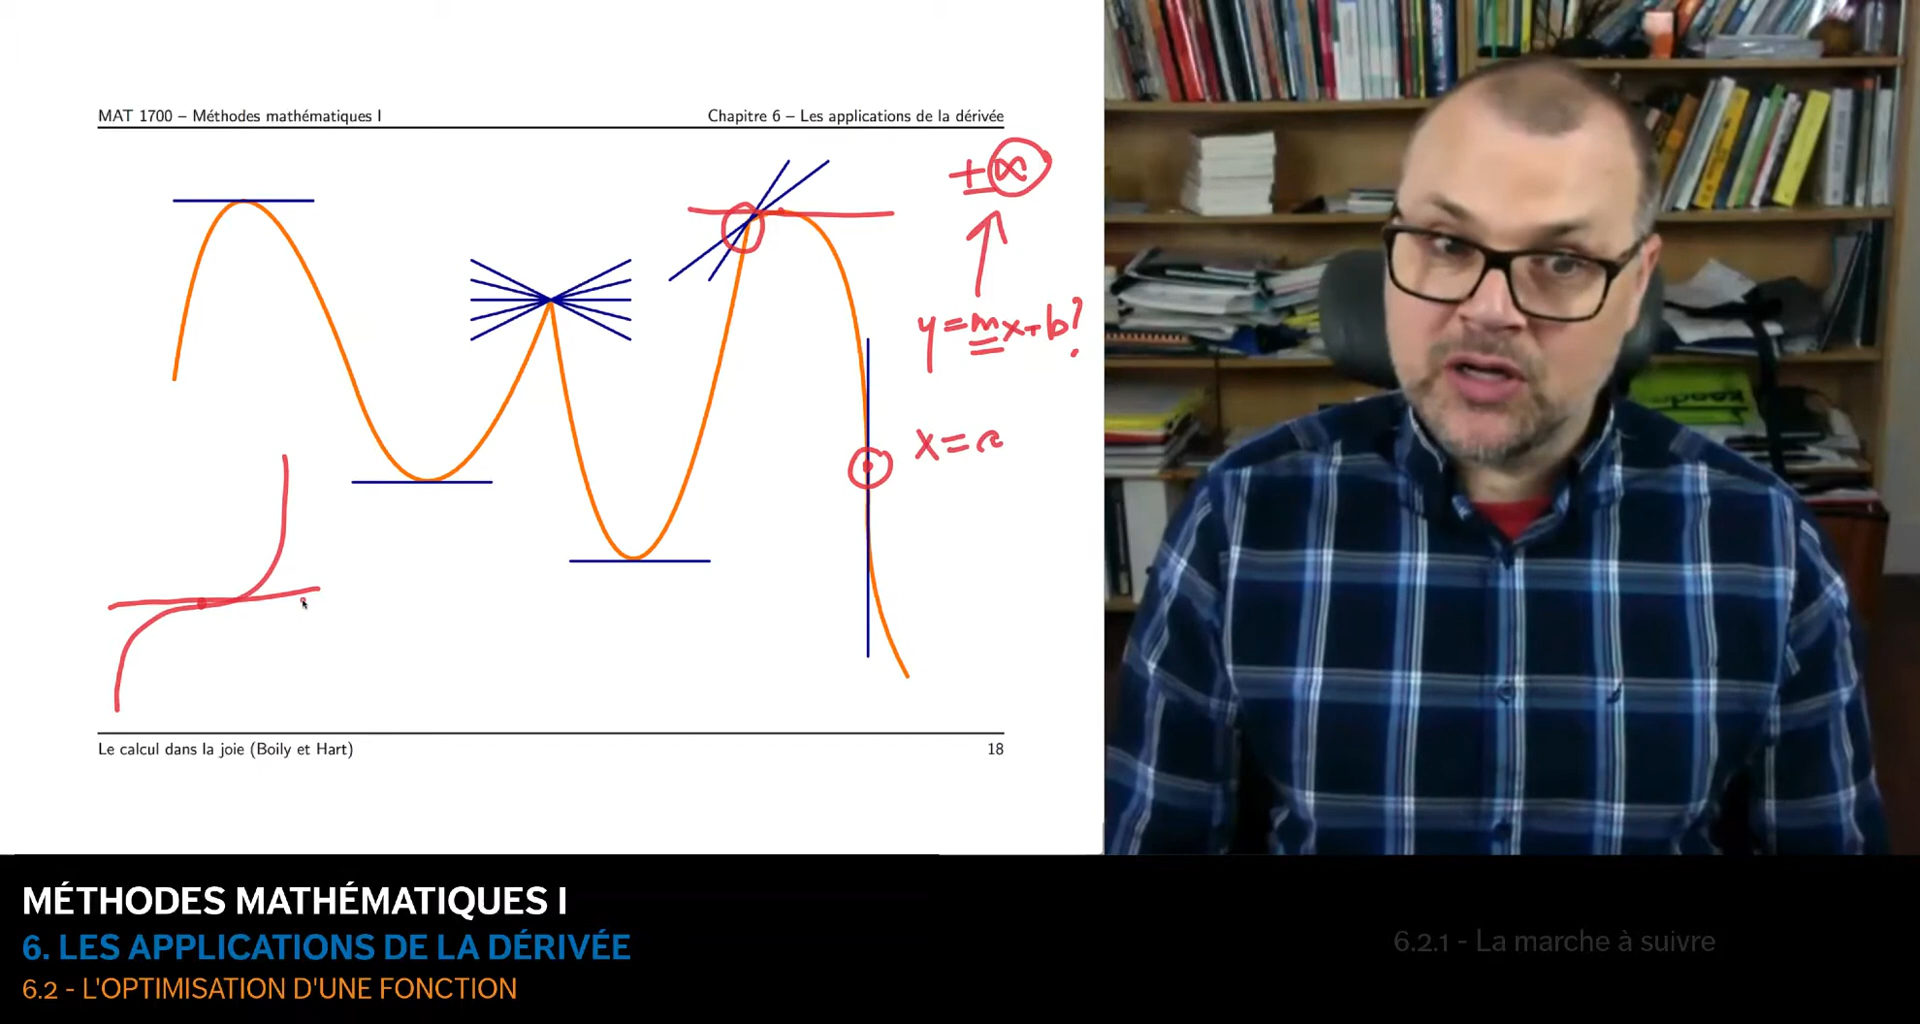 MAT 1700 – Méthodes mathématiques I
Chapitre 6 – Les applications de la dérivée
±∞
y=mx+b?
x=a
Le calcul dans la joie (Boily et Hart)
18
MÉTHODES MATHÉMATIQUES I
6. LES APPLICATIONS DE LA DÉRIVÉE
6.2 - L'OPTIMISATION D'UNE FONCTION
6.2.1 - La marche à suivre